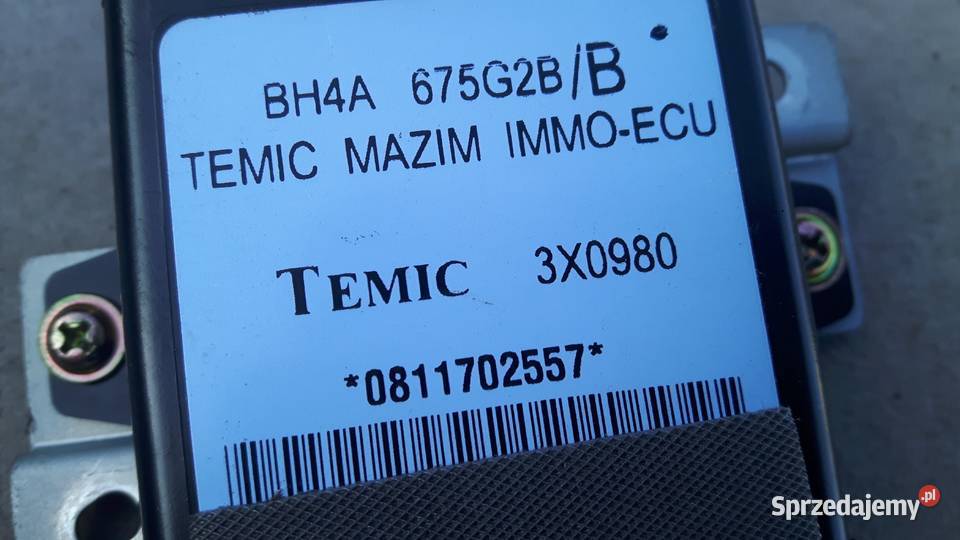 BH4A 675G2B/B
TEMIC MAZIM IMMO-ECU
TEMIC 3X0980
*0811702557*
Sprzedajemy.pl